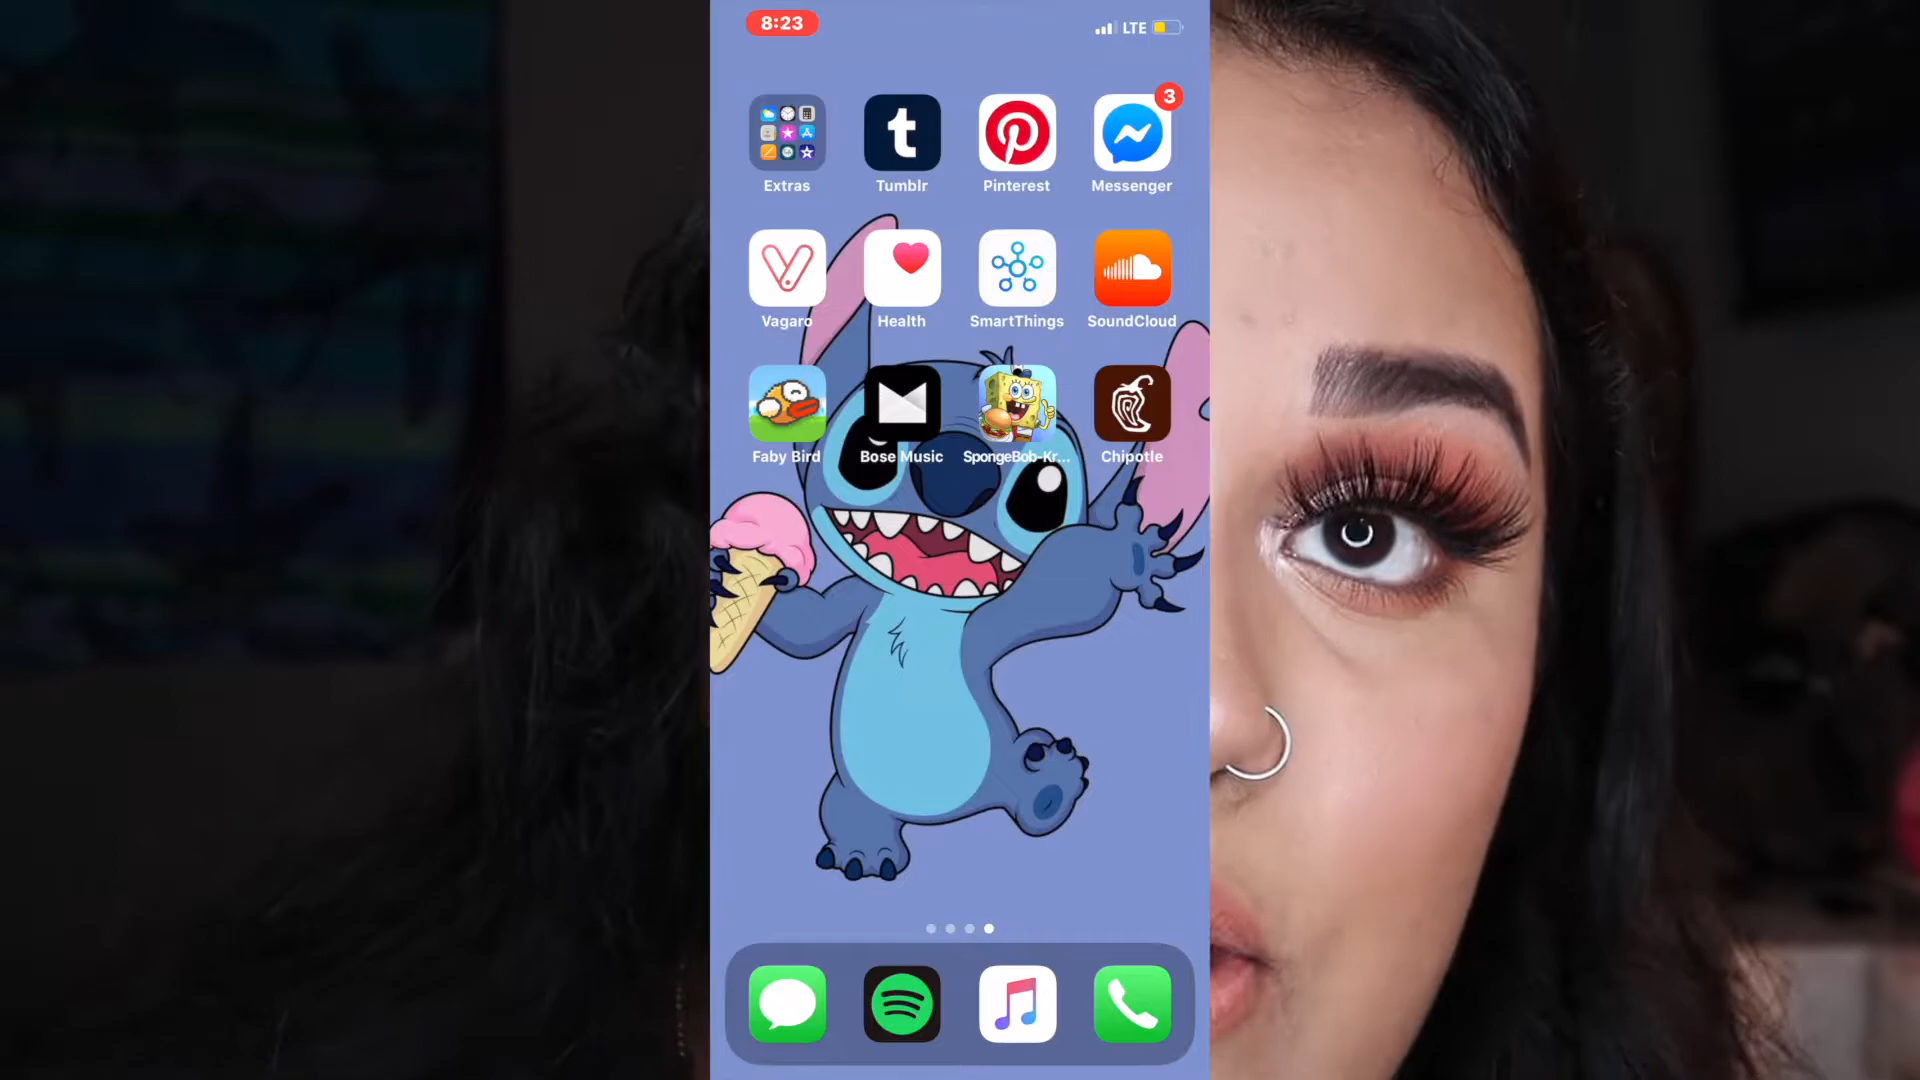 8:23
LTE
3
Extras
Tumblr
Pinterest
Messenger
Vagaro
Health
SmartThings
SoundCloud
Faby Bird
Bose Music
SpongeBob-Kr...
Chipotle